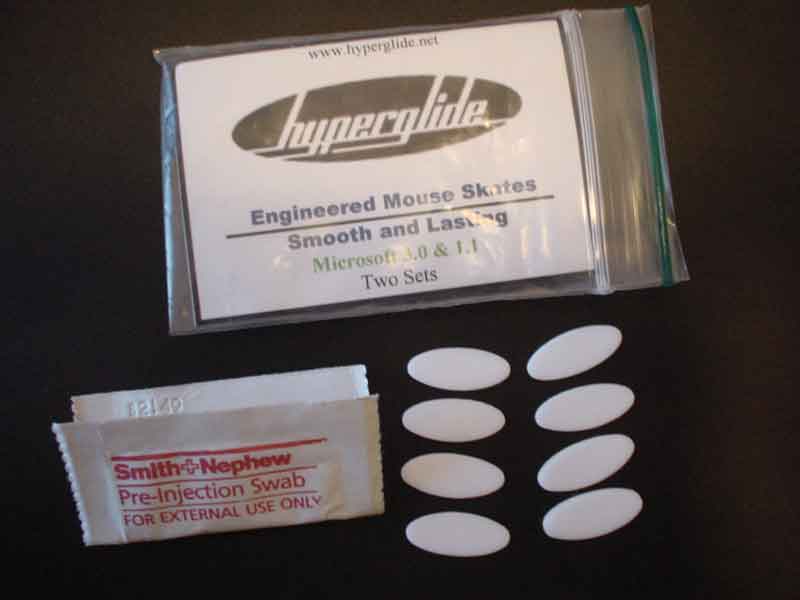 www.hyperglide.net
hyperglide
Engineered Mouse Skates
Smooth and Lasting
Microsoft 3.0 & 1.1
Two Sets
Smith+Nephew
Pre-Injection Swab
FOR EXTERNAL USE ONLY